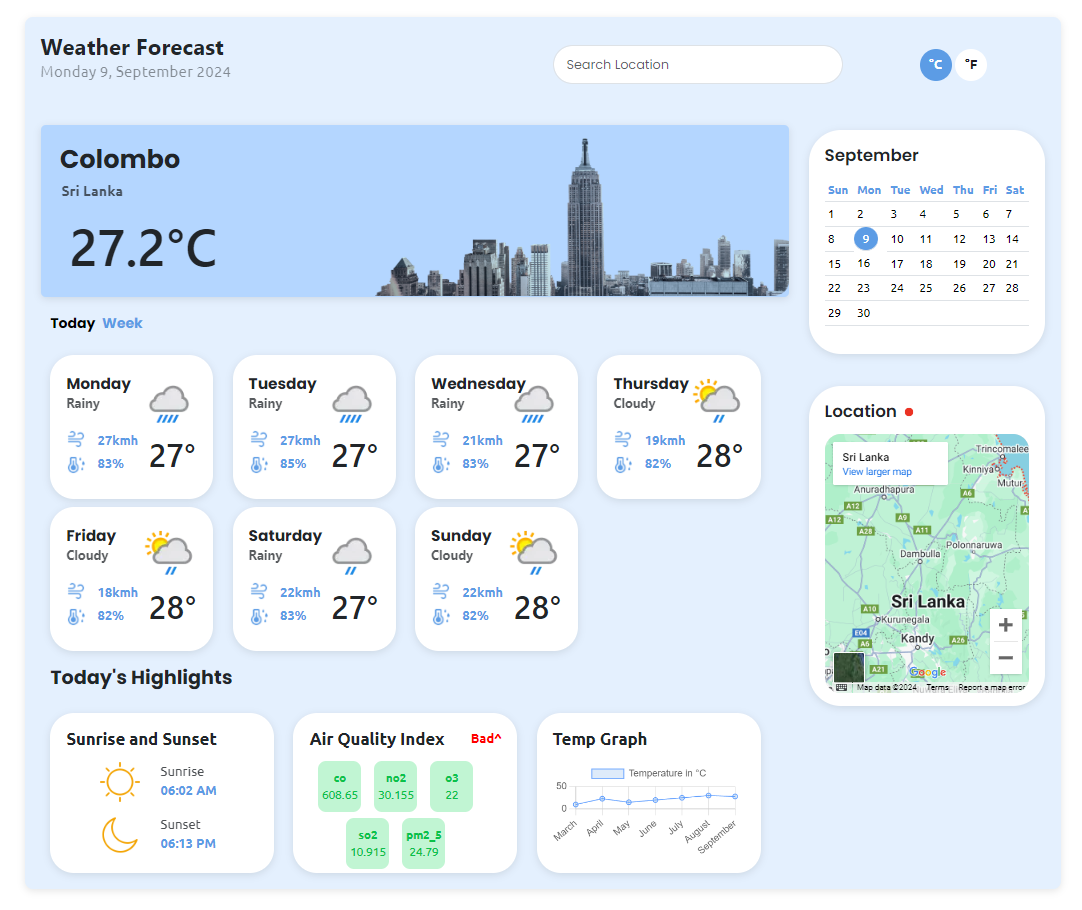 Weather Forecast
Monday 9, September 2024
Search Location
°C °F
Colombo
Sri Lanka
27.2°C
Today Week
Monday
Rainy
27kmh
83%
27°
Tuesday
Rainy
27kmh
85%
27°
Wednesday
Rainy
21kmh
83%
27°
Thursday
Cloudy
19kmh
82%
28°
Friday
Cloudy
18kmh
82%
28°
Saturday
Rainy
22kmh
83%
27°
Sunday
Cloudy
22kmh
82%
28°
Today's Highlights
Sunrise and Sunset
Sunrise
06:02 AM
Sunset
06:13 PM
Air Quality Index Bad^
co
608.65
no2
30.155
o3
22
so2
10.915
pm2_5
24.79
Temp Graph
Temperature in °C
50
0
March
April
May
June
July
August
September
September
Sun Mon Tue Wed Thu Fri Sat
1 2 3 4 5 6 7
8 9 10 11 12 13 14
15 16 17 18 19 20 21
22 23 24 25 26 27 28
29 30
Location
Sri Lanka
View larger map
Trincomalee
Kinniya
Mutur
Anuradhapura
A6
A12
A12
A9
A11
A28
Polonnaruwa
Dambulla
Sri Lanka
A10
Kurunegala
E04
Kandy
A26
A6
A21
+
−
Google
Map data ©2024 Terms Report a map error